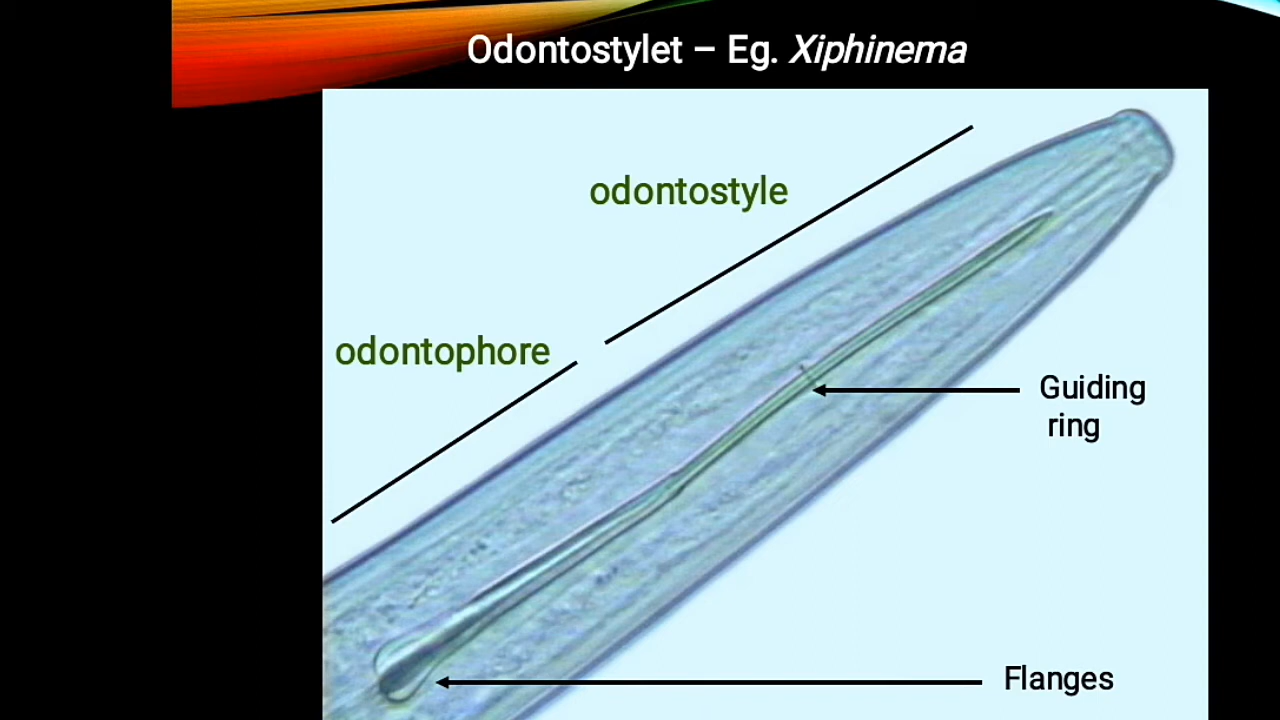 Odontostylet – Eg. Xiphinema
odontostyle
odontophore
Guiding
ring
Flanges